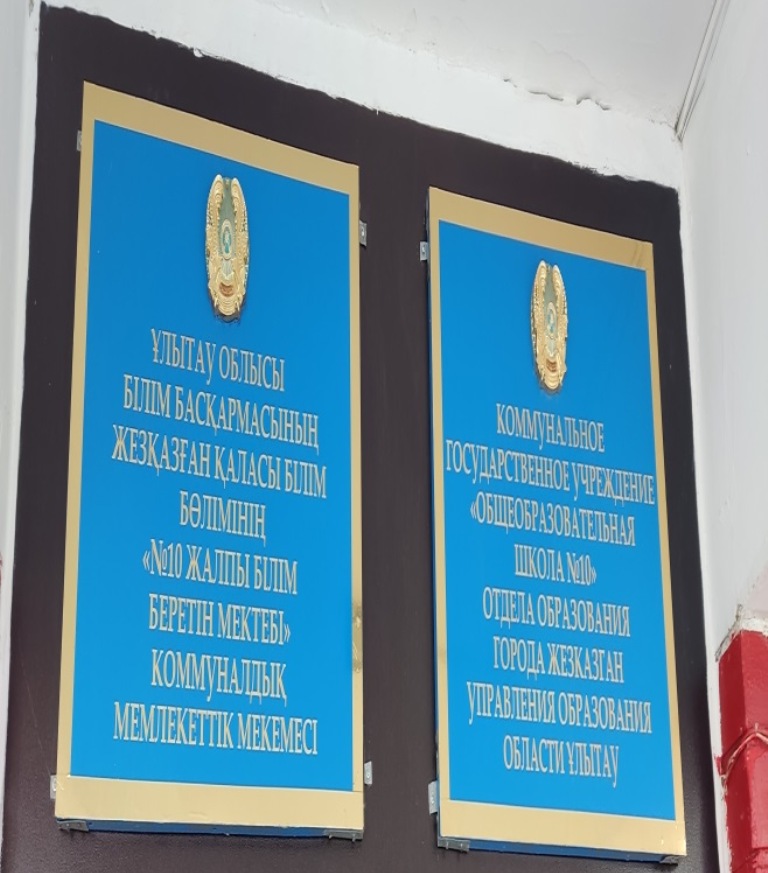 ҰЛЫТАУ ОБЛЫСЫ
БІЛІМ БАСҚАРМАСЫНЫҢ
ЖЕЗҚАЗҒАН ҚАЛАСЫ БІЛІМ
БӨЛІМІНІҢ
«№10 ЖАЛПЫ БІЛІМ
БЕРЕТІН МЕКТЕБІ»
КОММУНАЛДЫҚ
МЕМЛЕКЕТТІК МЕКЕМЕСІ
КОММУНАЛЬНОЕ
ГОСУДАРСТВЕННОЕ УЧРЕЖДЕНИЕ
«ОБЩЕОБРАЗОВАТЕЛЬНАЯ
ШКОЛА №10»
ОТДЕЛА ОБРАЗОВАНИЯ
ГОРОДА ЖЕЗКАЗГАН
УПРАВЛЕНИЯ ОБРАЗОВАНИЯ
ОБЛАСТИ ҰЛЫТАУ